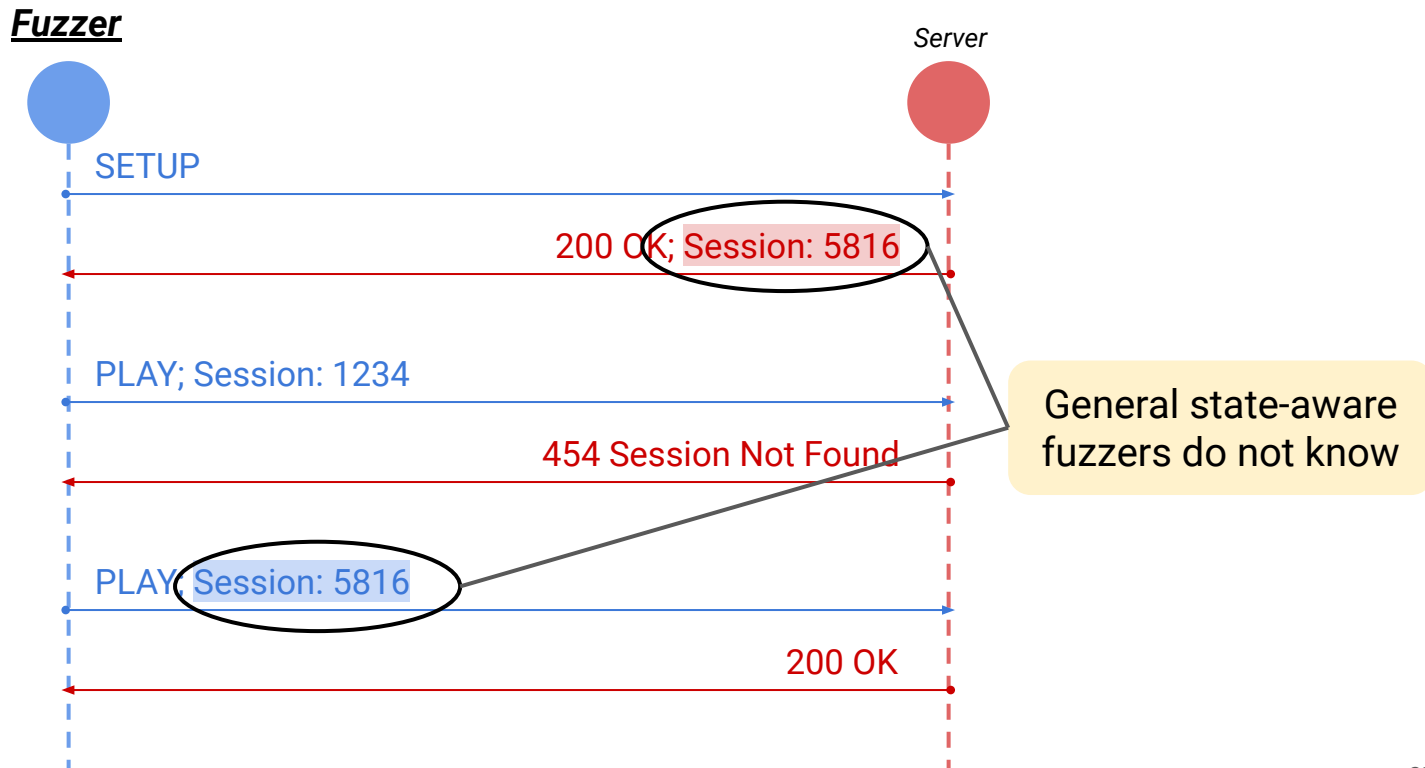 Fuzzer
Server
SETUP
200 OK; Session: 5816
PLAY; Session: 1234
454 Session Not Found
General state-aware
fuzzers do not know
PLAY; Session: 5816
200 OK